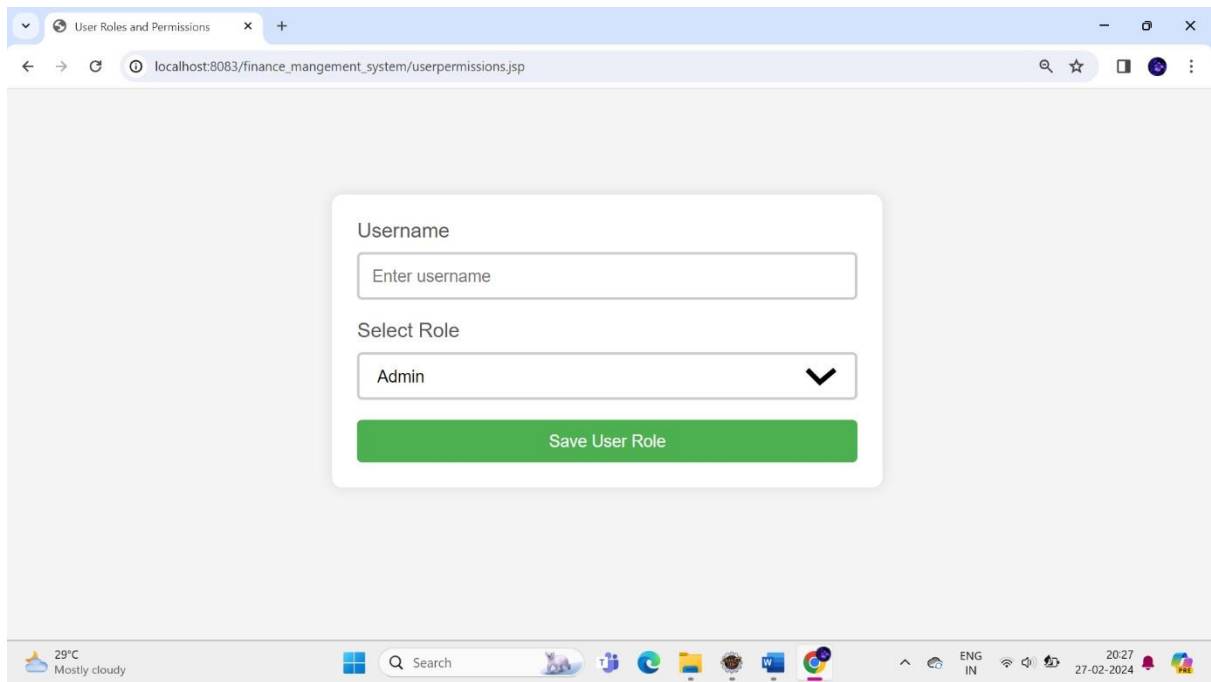 User Roles and Permissions
localhost:8083/finance_mangement_system/userpermissions.jsp
Username
Enter username
Select Role
Admin
Save User Role
29°C
Mostly cloudy
Search
ENG
IN
20:27
27-02-2024
PRE